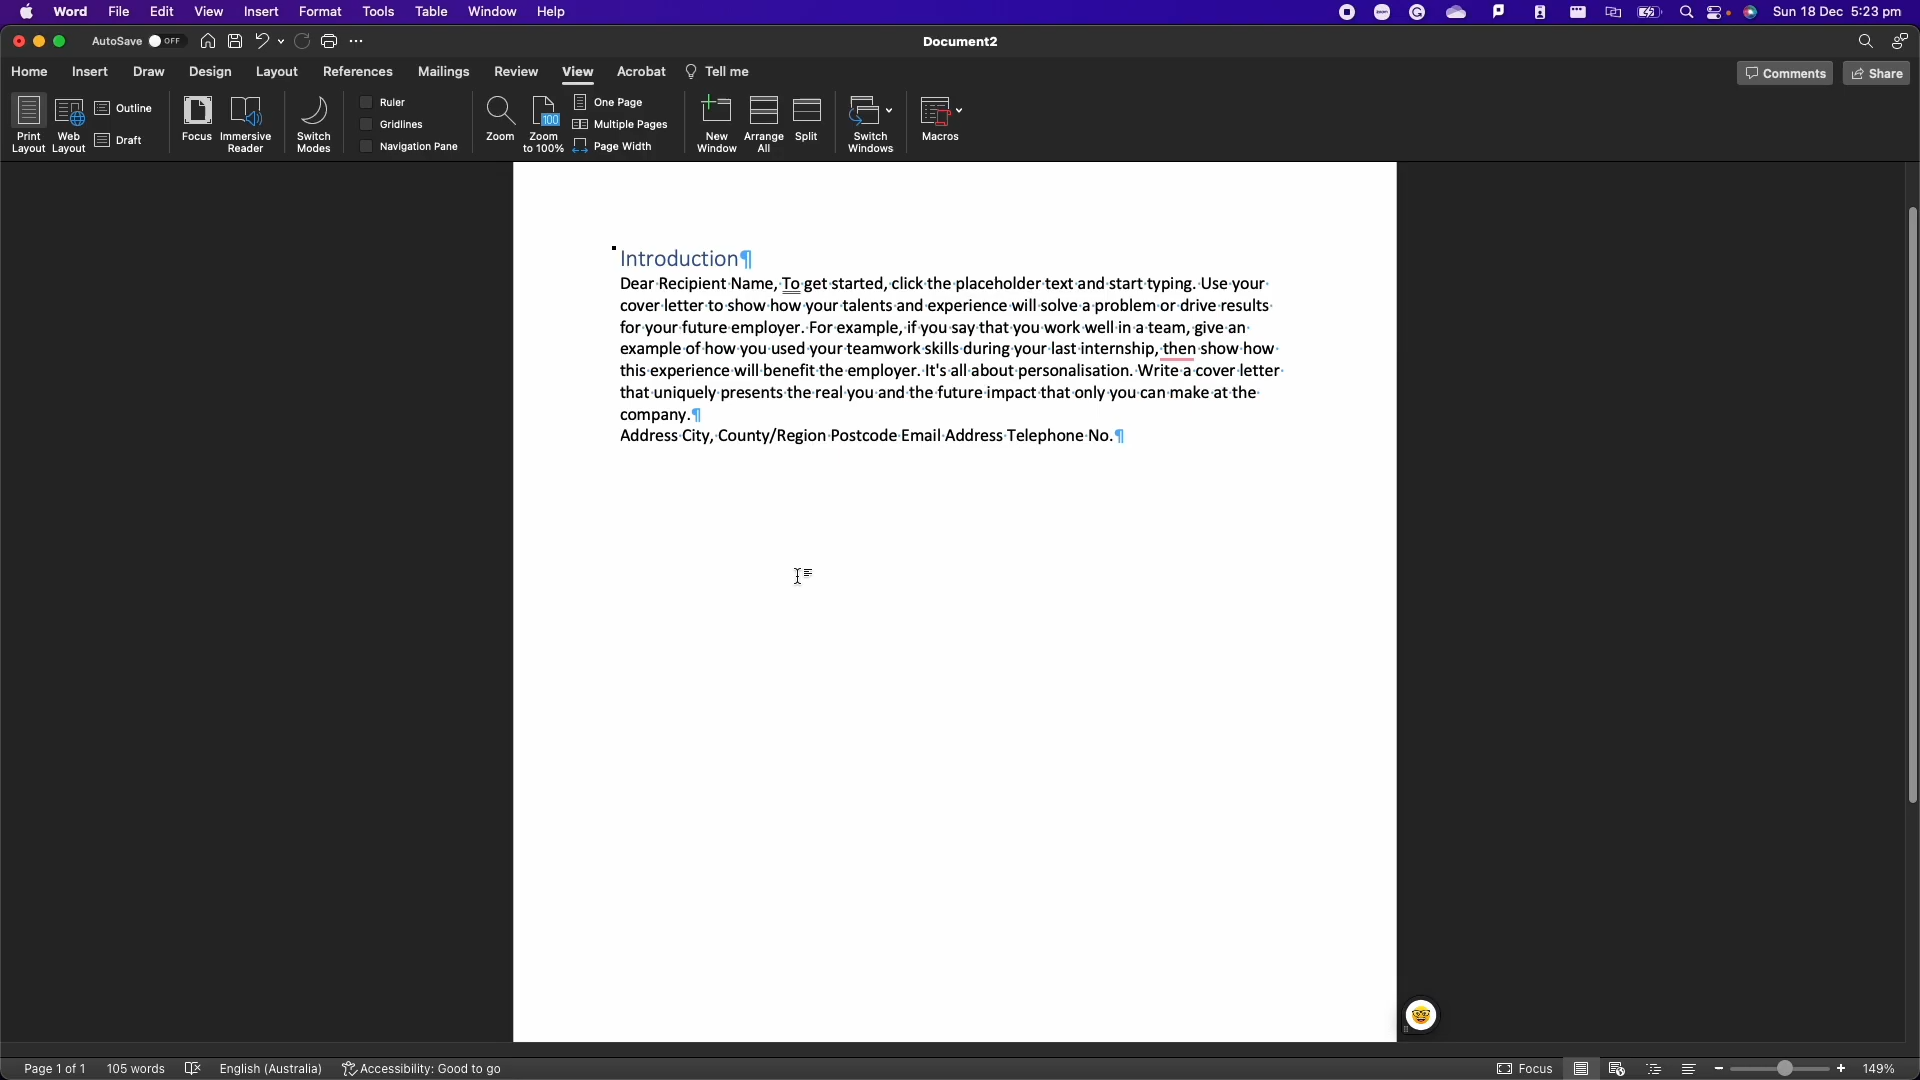 Word File Edit View Insert Format Tools Table Window Help Sun 18 Dec 5:23 pm
AutoSave OFF Document2
Home Insert Draw Design Layout References Mailings Review View Acrobat Tell me Comments Share
Print Layout
Web Layout
Outline
Draft
Focus
Immersive Reader
Switch Modes
Ruler
Gridlines
Navigation Pane
Zoom
100
Zoom to 100%
One Page
Multiple Pages
Page Width
New Window
Arrange All
Split
Switch Windows
Macros
Introduction¶
Dear Recipient Name, To get started, click the placeholder text and start typing. Use your
cover letter to show how your talents and experience will solve a problem or drive results
for your future employer. For example, if you say that you work well in a team, give an
example of how you used your teamwork skills during your last internship, then show how
this experience will benefit the employer. It's all about personalisation. Write a cover letter
that uniquely presents the real you and the future impact that only you can make at the
company.¶
Address City, County/Region Postcode Email Address Telephone No.¶
Page 1 of 1 105 words English (Australia) Accessibility: Good to go Focus 149%